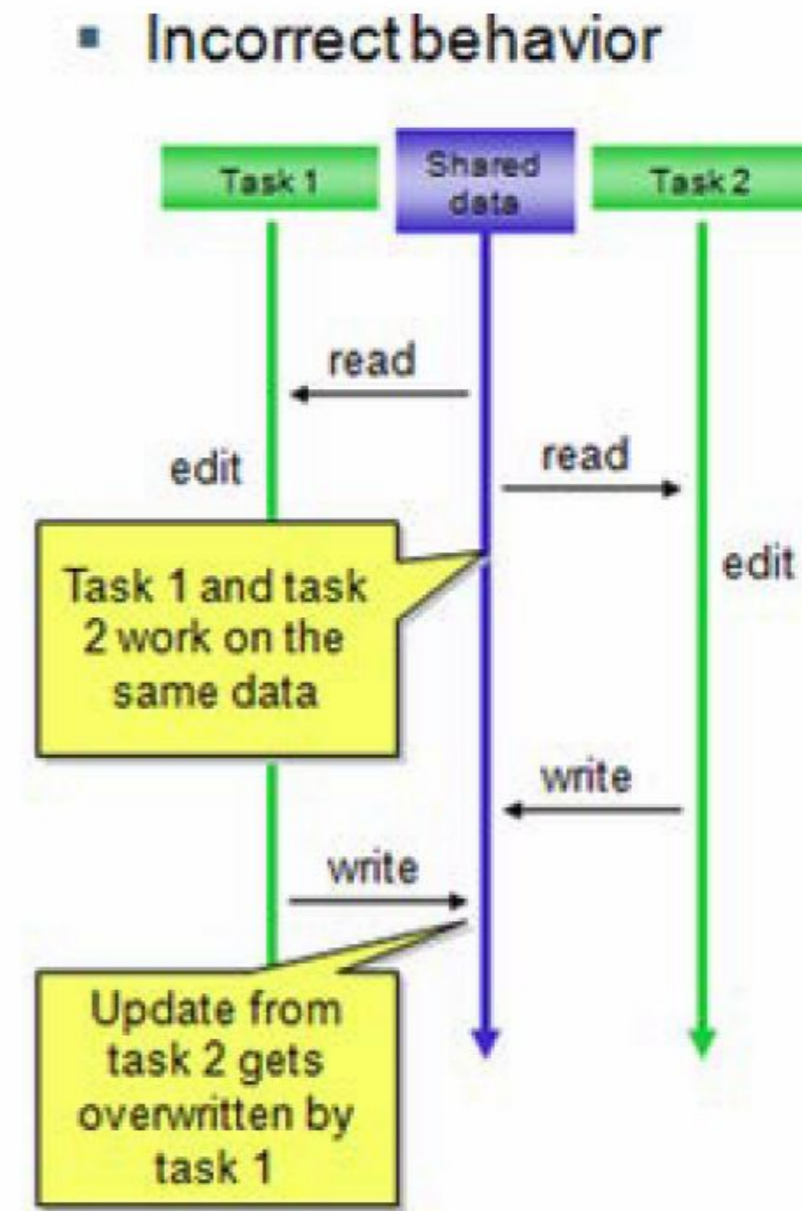 ▪ Incorrect behavior
Task 1
Shared
data
Task 2
read
read
edit
edit
Task 1 and task
2 work on the
same data
write
write
Update from
task 2 gets
overwritten by
task 1